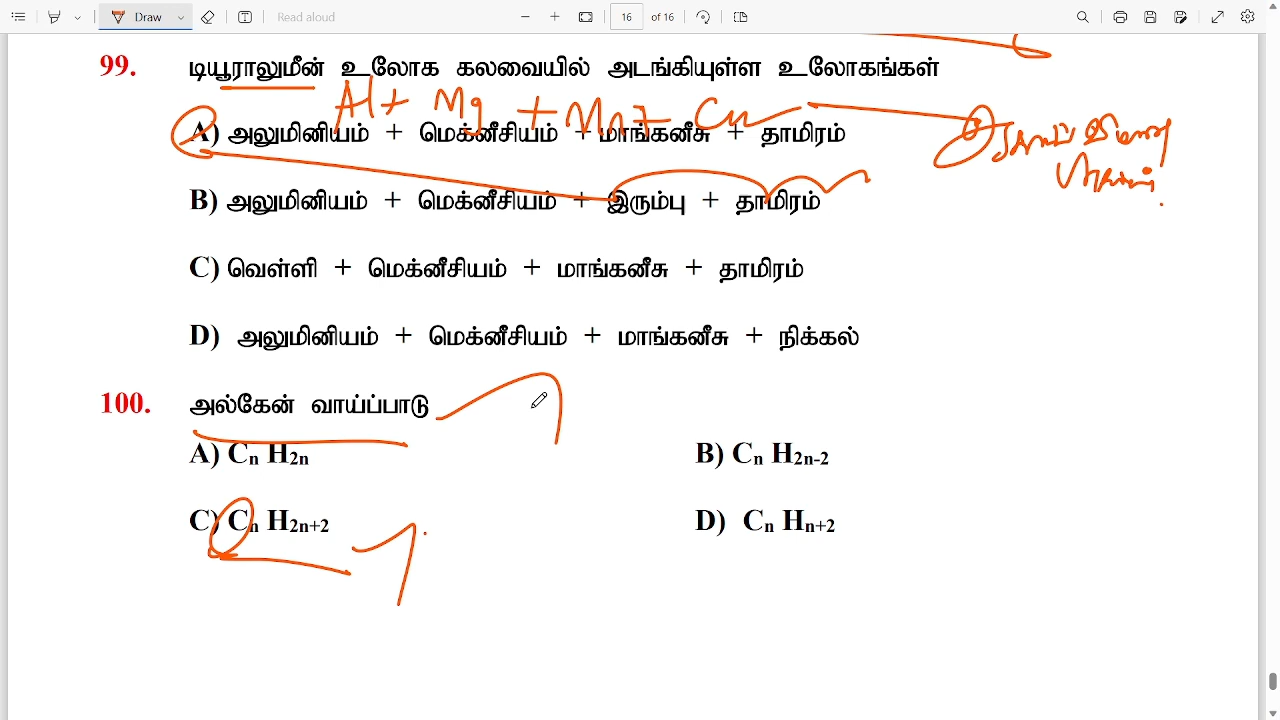 Draw Read aloud 16 of 16
99. டியூராலுமீன் உலோக கலவையில் அடங்கியுள்ள உலோகங்கள்
Al + Mg + Mn + Cu
A) அலுமினியம் + மெக்னீசியம் + மாங்கனீசு + தாமிரம்
B) அலுமினியம் + மெக்னீசியம் + இரும்பு + தாமிரம்
C) வெள்ளி + மெக்னீசியம் + மாங்கனீசு + தாமிரம்
D) அலுமினியம் + மெக்னீசியம் + மாங்கனீசு + நிக்கல்
100. அல்கேன் வாய்ப்பாடு
A) Cn H2n B) Cn H2n-2
C) Cn H2n+2 D) Cn Hn+2